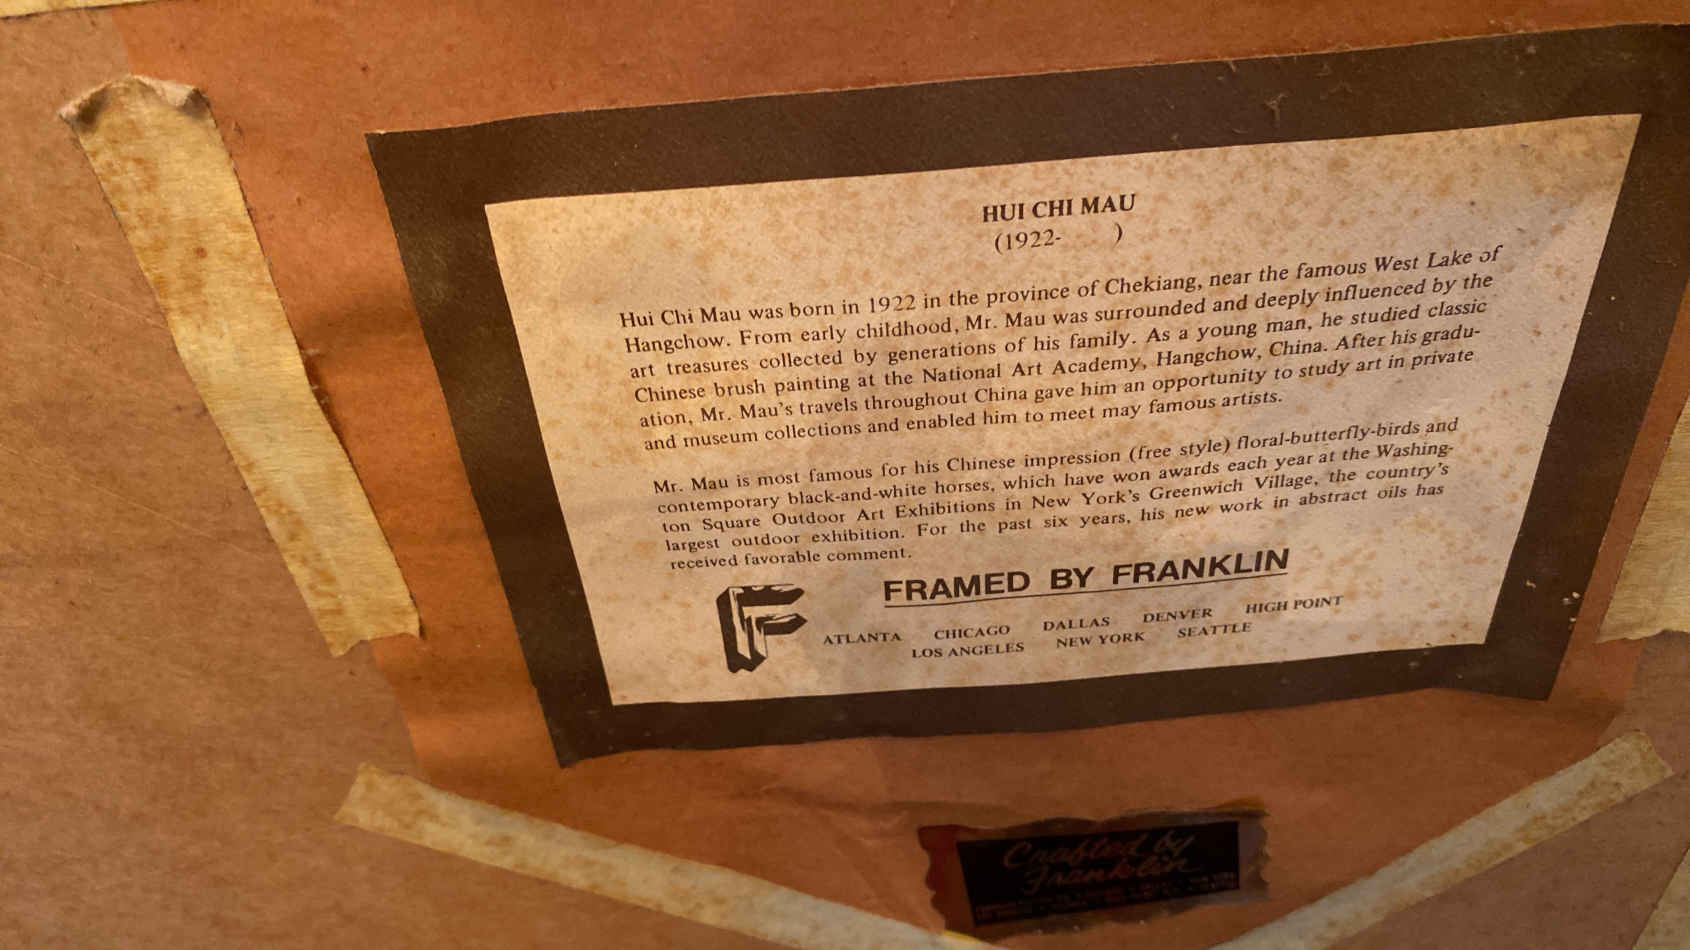 HUI CHI MAU
(1922- )
Hui Chi Mau was born in 1922 in the province of Chekiang, near the famous West Lake of
Hangchow. From early childhood, Mr. Mau was surrounded and deeply influenced by the
art treasures collected by generations of his family. As a young man, he studied classic
Chinese brush painting at the National Art Academy, Hangchow, China. After his gradu-
ation, Mr. Mau's travels throughout China gave him an opportunity to study art in private
and museum collections and enabled him to meet may famous artists.
Mr. Mau is most famous for his Chinese impression (free style) floral-butterfly-birds and
contemporary black-and-white horses, which have won awards each year at the Washing-
ton Square Outdoor Art Exhibitions in New York's Greenwich Village, the country's
largest outdoor exhibition. For the past six years, his new work in abstract oils has
received favorable comment.
FRAMED BY FRANKLIN
F
ATLANTA CHICAGO DALLAS DENVER HIGH POINT
LOS ANGELES NEW YORK SEATTLE
Crafted by
Franklin